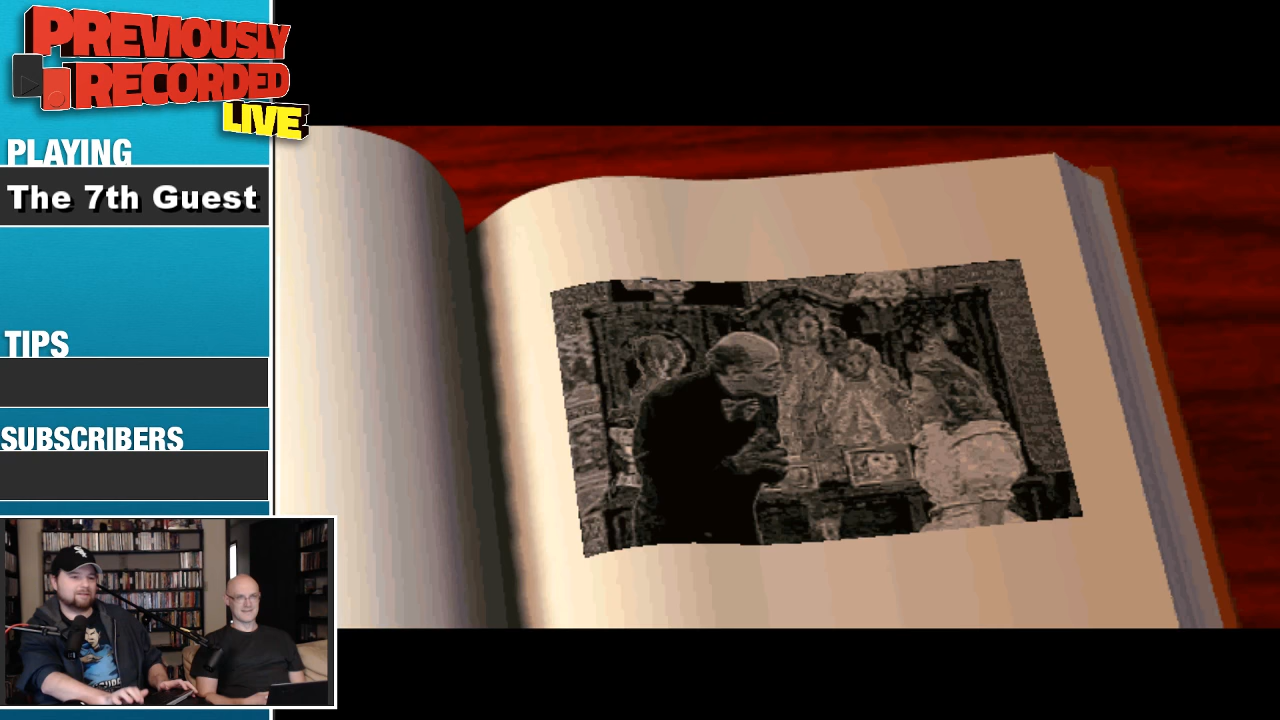 PREVIOUSLY
RECORDED
LIVE
PLAYING
The 7th Guest
TIPS
SUBSCRIBERS